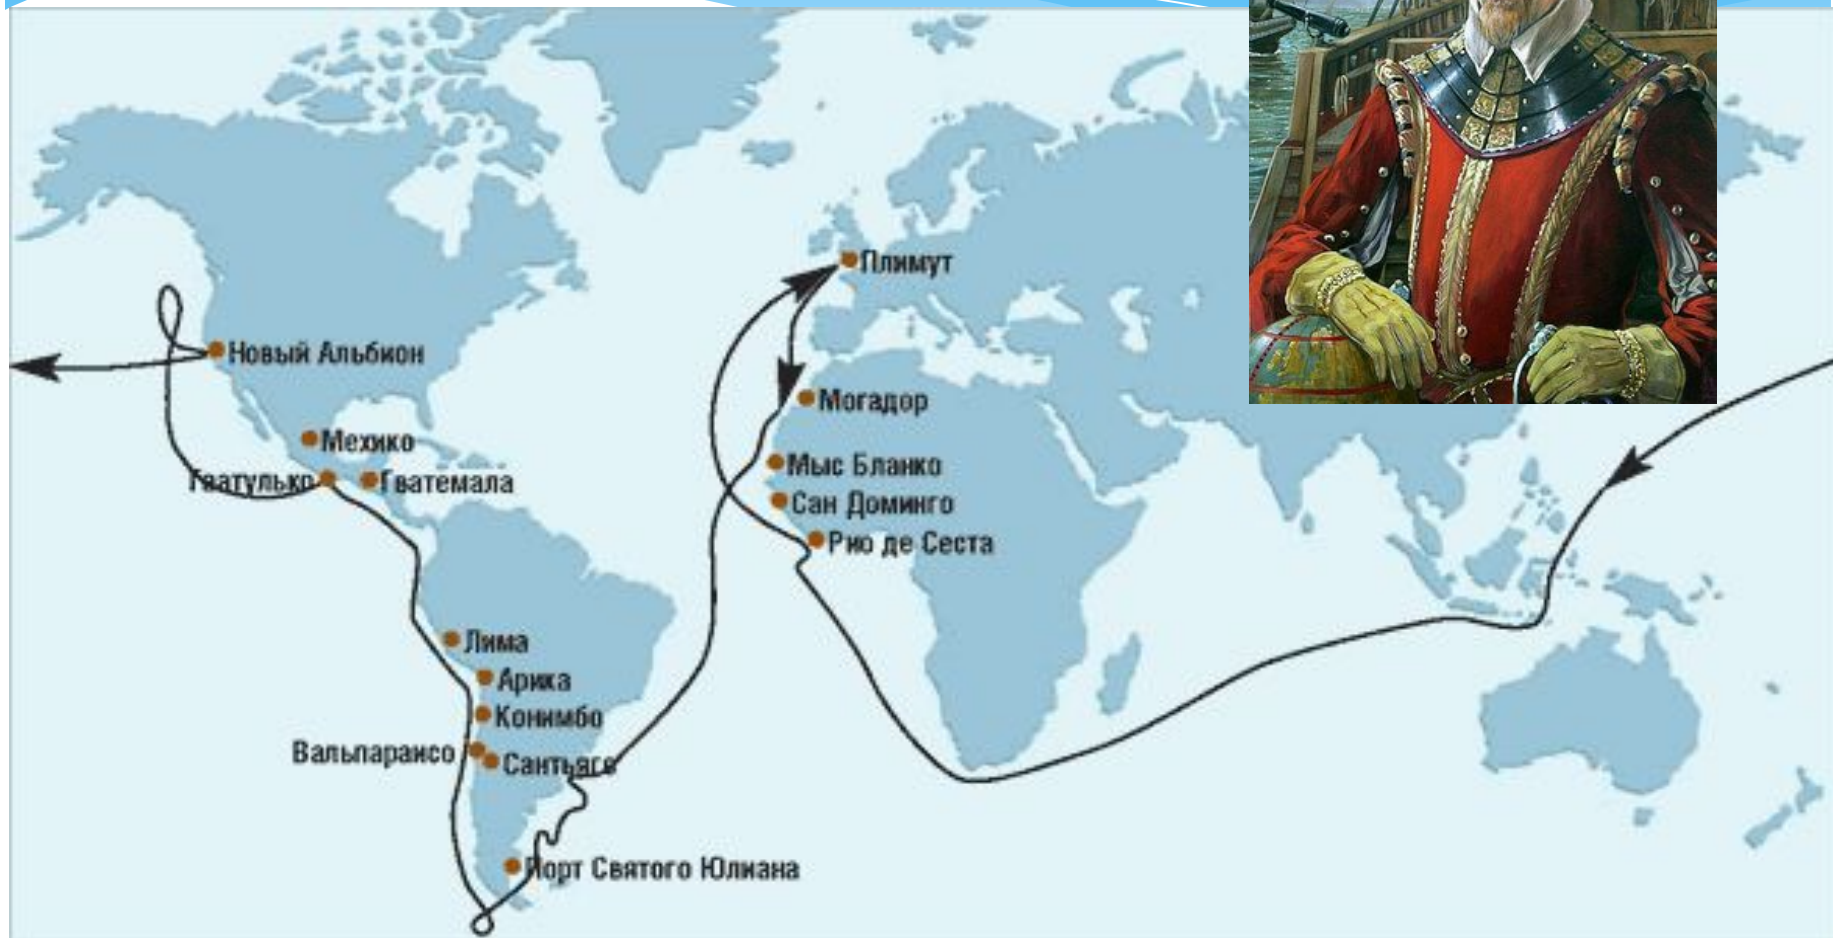 Плимут
Новый Альбион
Могадор
Мехико
Мыс Бланко
Гватулько
Гватемала
Сан Доминго
Рио де Сеста
Лима
Арика
Конимбо
Вальпараисо
Сантьяго
Порт Святого Юлиана